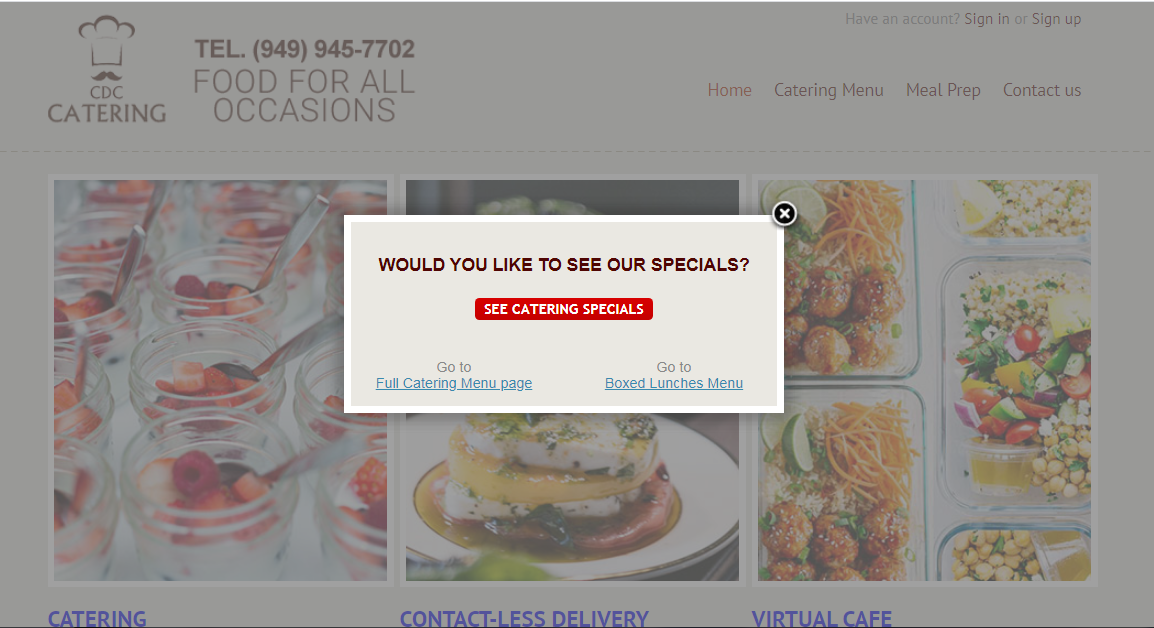 Have an account? Sign in or Sign up
CDC
CATERING
TEL. (949) 945-7702
FOOD FOR ALL
OCCASIONS
Home Catering Menu Meal Prep Contact us
WOULD YOU LIKE TO SEE OUR SPECIALS?
SEE CATERING SPECIALS
Go to
Full Catering Menu page
Go to
Boxed Lunches Menu
CATERING
CONTACT-LESS DELIVERY
VIRTUAL CAFE